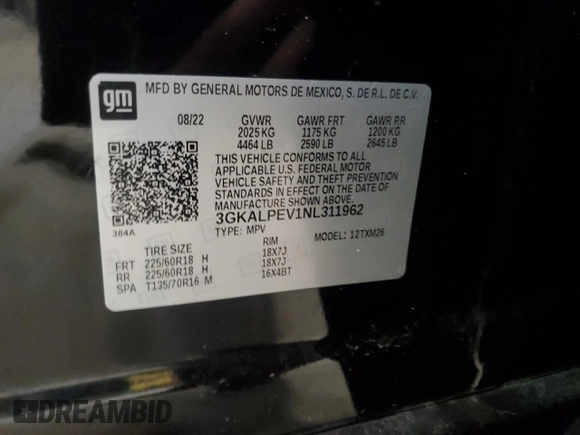 gm
MFD BY GENERAL MOTORS DE MEXICO, S. DE R.L. DE C.V.
08/22 GVWR GAWR FRT GAWR RR
2025 KG 1175 KG 1200 KG
4464 LB 2590 LB 2645 LB
THIS VEHICLE CONFORMS TO ALL
APPLICABLE U.S. FEDERAL MOTOR
VEHICLE SAFETY AND THEFT PREVENTION
STANDARDS IN EFFECT ON THE DATE OF
MANUFACTURE SHOWN ABOVE.
3GKALPEV1NL311962
384A
TYPE: MPV MODEL: 12TXM26
TIRE SIZE RIM
FRT 225/60R18 H 18X7J
RR 225/60R18 H 18X7J
SPA T135/70R16 M 16X4BT
DREAMBID